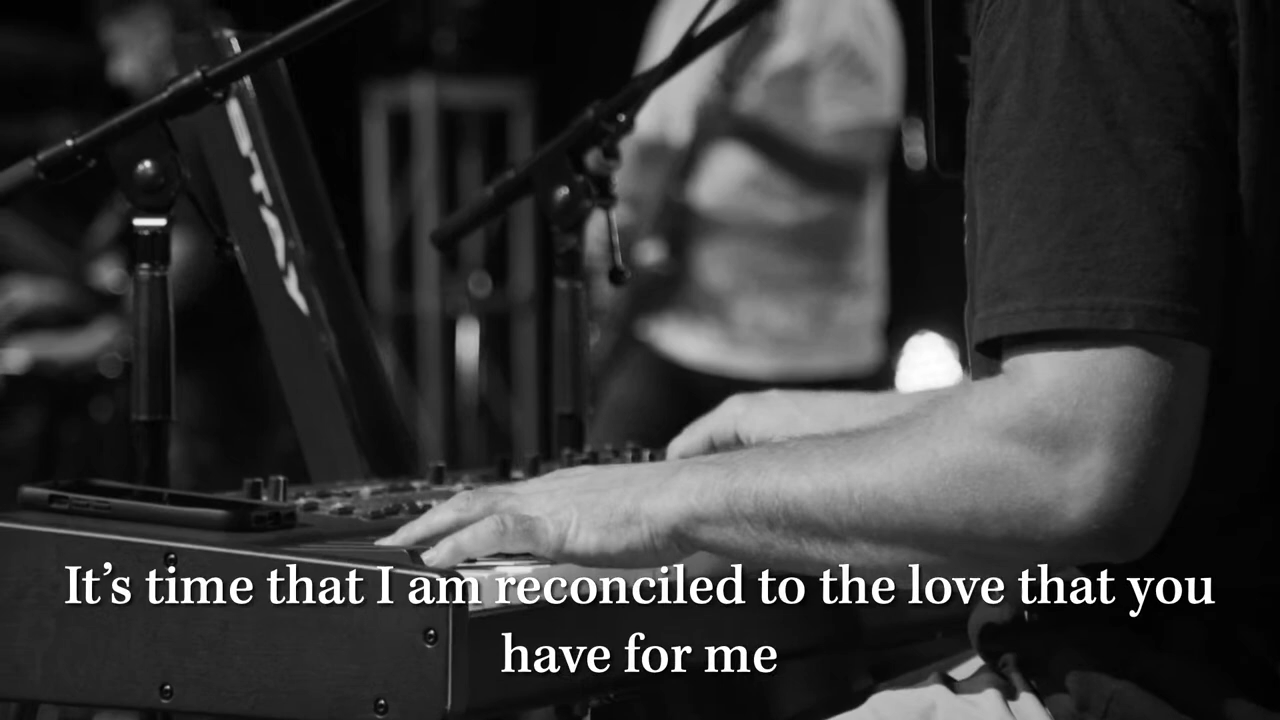 It’s time that I am reconciled to the love that you
have for me